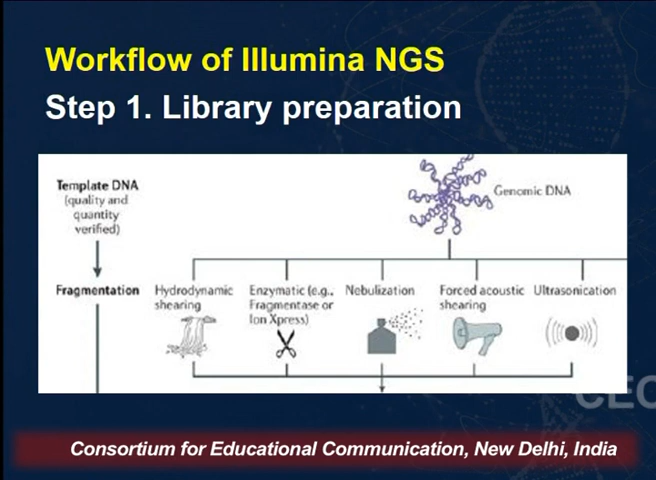 Workflow of Illumina NGS
Step 1. Library preparation
Template DNA
(quality and
quantity
verified)
Genomic DNA
Fragmentation
Hydrodynamic
shearing
Enzymatic (e.g.,
Fragmentase or
Ion Xpress)
Nebulization
Forced acoustic
shearing
Ultrasonication
CEC
Consortium for Educational Communication, New Delhi, India